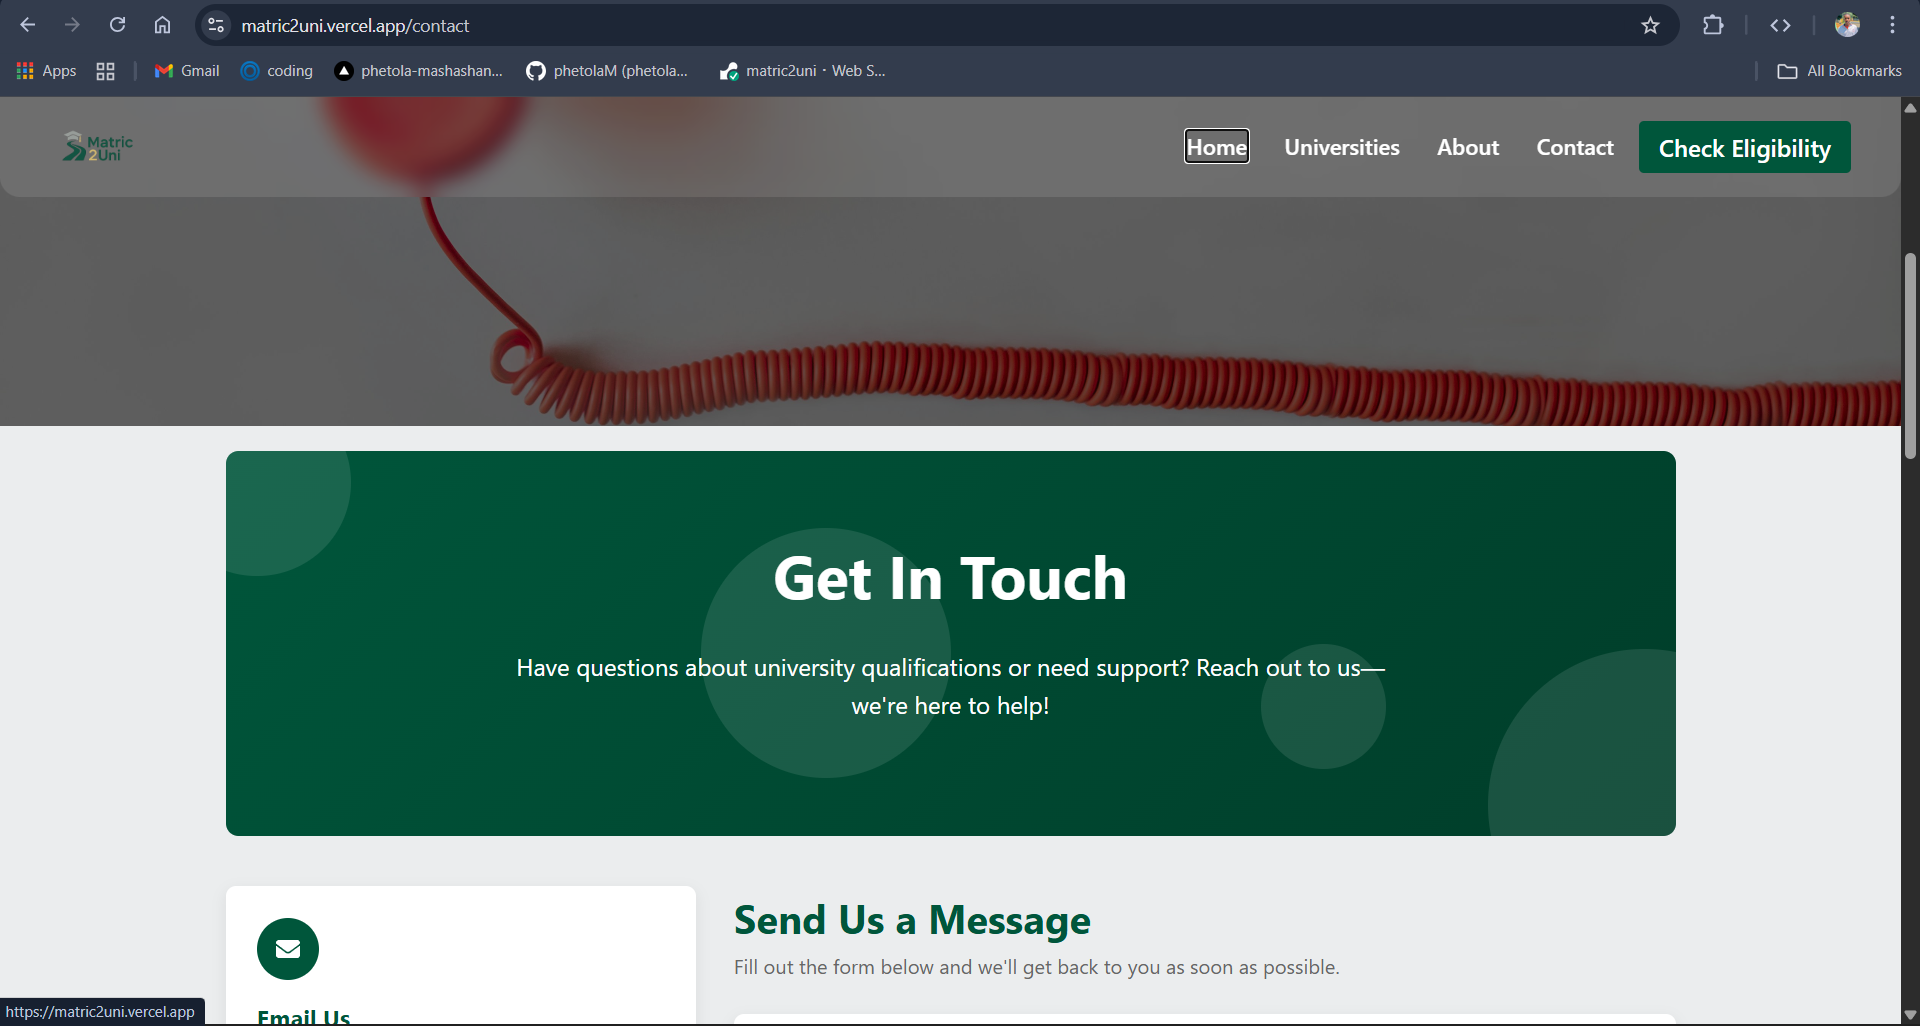 matric2uni.vercel.app/contact
Apps
Gmail
coding
phetola-mashashan...
phetolaM (phetola...
matric2uni · Web S...
All Bookmarks
Matric
2Uni
Home
Universities
About
Contact
Check Eligibility
Get In Touch
Have questions about university qualifications or need support? Reach out to us—
we're here to help!
Send Us a Message
Fill out the form below and we'll get back to you as soon as possible.
Email Us
https://matric2uni.vercel.app